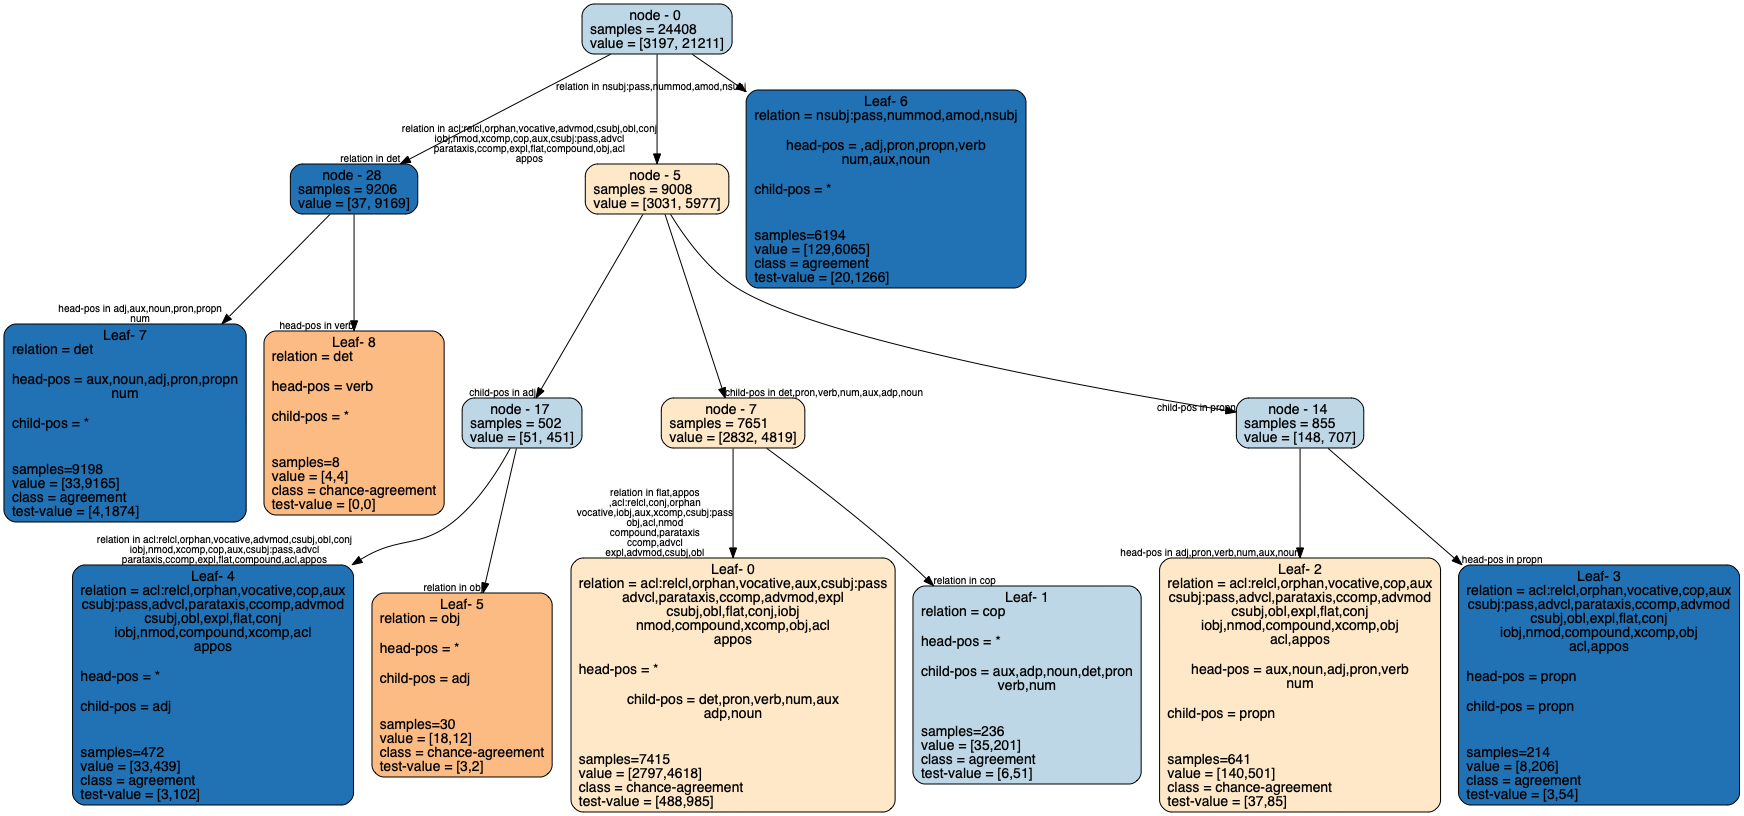 node - 0
samples = 24408
value = [3197, 21211]
relation in nsubj:pass,nummod,amod,nsubj
relation in acl:relcl,orphan,vocative,advmod,csubj,obl,conj
iobj,nmod,xcomp,cop,aux,csubj:pass,advcl
parataxis,ccomp,expl,flat,compound,obj,acl
appos
relation in det
Leaf- 6
relation = nsubj:pass,nummod,amod,nsubj
head-pos = ,adj,pron,propn,verb
num,aux,noun
child-pos = *
samples=6194
value = [129,6065]
class = agreement
test-value = [20,1266]
node - 28
samples = 9206
value = [37, 9169]
node - 5
samples = 9008
value = [3031, 5977]
head-pos in adj,aux,noun,pron,propn
num
head-pos in verb
Leaf- 7
relation = det
head-pos = aux,noun,adj,pron,propn
num
child-pos = *
samples=9198
value = [33,9165]
class = agreement
test-value = [4,1874]
Leaf- 8
relation = det
head-pos = verb
child-pos = *
samples=8
value = [4,4]
class = chance-agreement
test-value = [0,0]
child-pos in adj
child-pos in det,pron,verb,num,aux,adp,noun
child-pos in propn
node - 17
samples = 502
value = [51, 451]
node - 7
samples = 7651
value = [2832, 4819]
node - 14
samples = 855
value = [148, 707]
relation in acl:relcl,orphan,vocative,advmod,csubj,obl,conj
iobj,nmod,xcomp,cop,aux,csubj:pass,advcl
parataxis,ccomp,expl,flat,compound,acl,appos
relation in obj
relation in flat,appos
,acl:relcl,conj,orphan
vocative,iobj,aux,xcomp,csubj:pass
obj,acl,nmod
compound,parataxis
ccomp,advcl
expl,advmod,csubj,obl
relation in cop
head-pos in adj,pron,verb,num,aux,noun
head-pos in propn
Leaf- 4
relation = acl:relcl,orphan,vocative,cop,aux
csubj:pass,advcl,parataxis,ccomp,advmod
csubj,obl,expl,flat,conj
iobj,nmod,compound,xcomp,acl
appos
head-pos = *
child-pos = adj
samples=472
value = [33,439]
class = agreement
test-value = [3,102]
Leaf- 5
relation = obj
head-pos = *
child-pos = adj
samples=30
value = [18,12]
class = chance-agreement
test-value = [3,2]
Leaf- 0
relation = acl:relcl,orphan,vocative,aux,csubj:pass
advcl,parataxis,ccomp,advmod,expl
csubj,obl,flat,conj,iobj
nmod,compound,xcomp,obj,acl
appos
head-pos = *
child-pos = det,pron,verb,num,aux
adp,noun
samples=7415
value = [2797,4618]
class = chance-agreement
test-value = [488,985]
Leaf- 1
relation = cop
head-pos = *
child-pos = aux,adp,noun,det,pron
verb,num
samples=236
value = [35,201]
class = agreement
test-value = [6,51]
Leaf- 2
relation = acl:relcl,orphan,vocative,cop,aux
csubj:pass,advcl,parataxis,ccomp,advmod
csubj,obl,expl,flat,conj
iobj,nmod,compound,xcomp,obj
acl,appos
head-pos = aux,noun,adj,pron,verb
num
child-pos = propn
samples=641
value = [140,501]
class = chance-agreement
test-value = [37,85]
Leaf- 3
relation = acl:relcl,orphan,vocative,cop,aux
csubj:pass,advcl,parataxis,ccomp,advmod
csubj,obl,expl,flat,conj
iobj,nmod,compound,xcomp,obj
acl,appos
head-pos = propn
child-pos = propn
samples=214
value = [8,206]
class = agreement
test-value = [3,54]